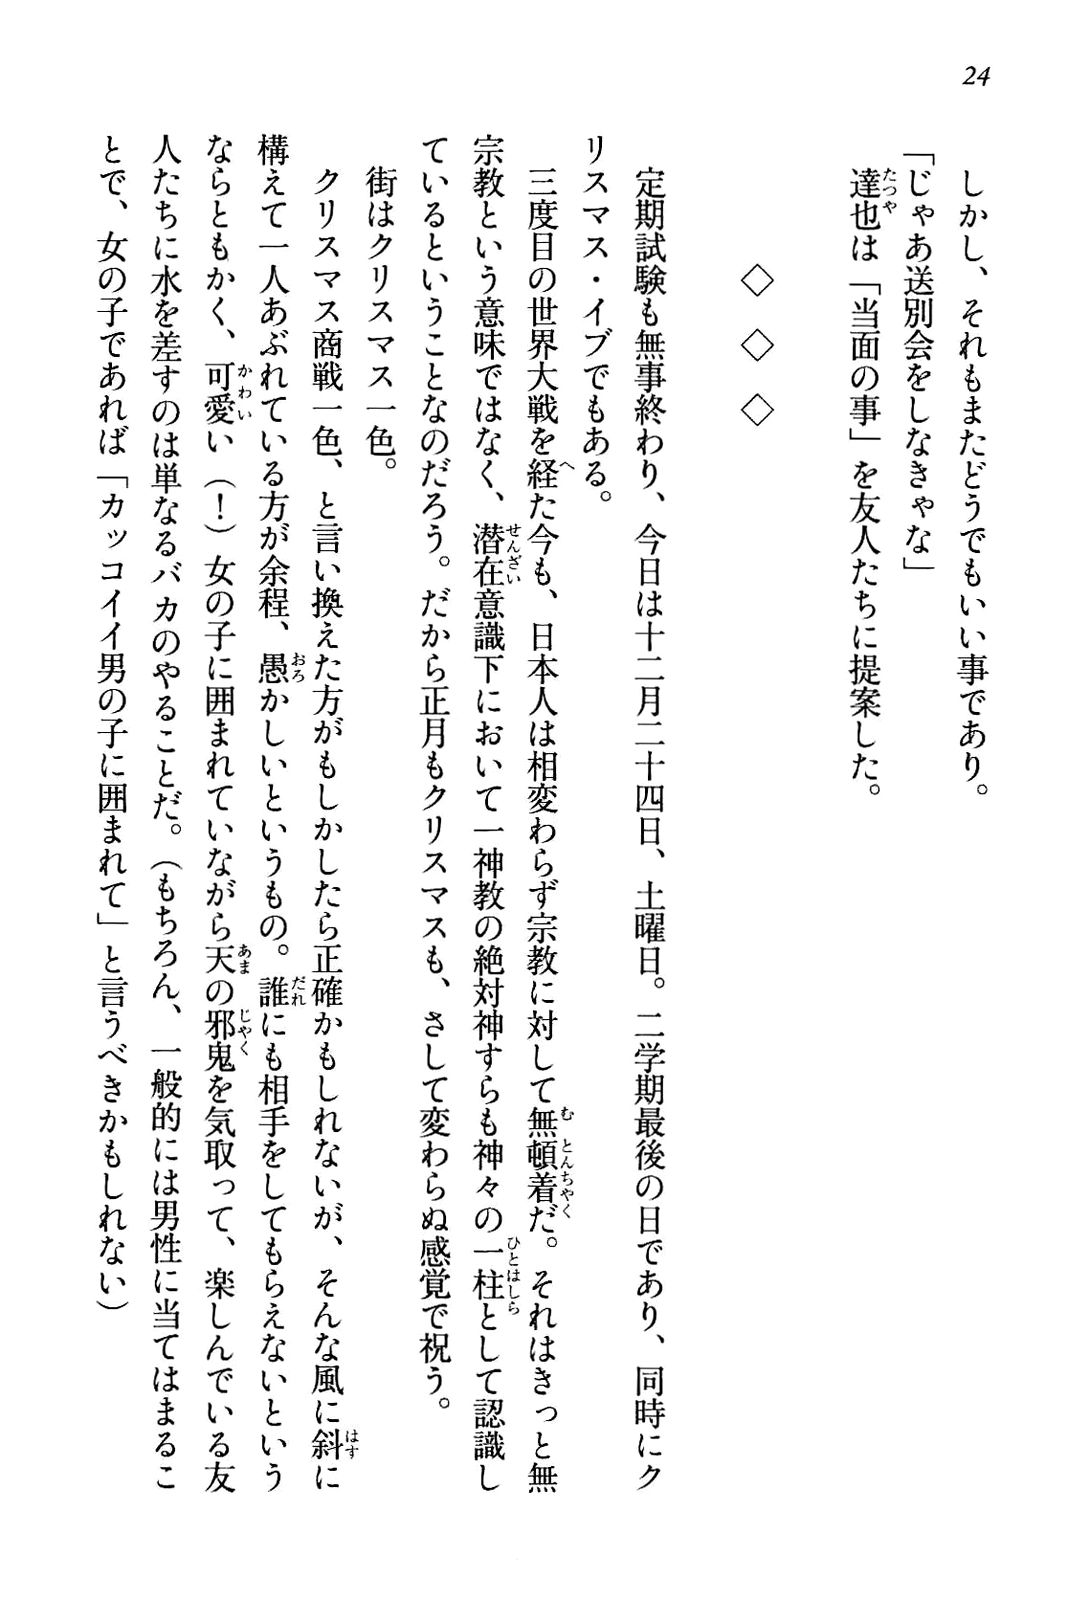 24
しかし、それもまたどうでもいい事であり。
「じゃあ送別会をしなきゃな」
達也は「当面の事」を友人たちに提案した。
◇ ◇ ◇
定期試験も無事終わり、今日は十二月二十四日、土曜日。二学期最後の日であり、同時にク
リスマス・イブでもある。
三度目の世界大戦を経た今も、日本人は相変わらず宗教に対して無頓着だ。それはきっと無
宗教という意味ではなく、潜在意識下において一神教の絶対神すらも神々の一柱として認識し
ているということなのだろう。だから正月もクリスマスも、さして変わらぬ感覚で祝う。
街はクリスマス一色。
クリスマス商戦一色、と言い換えた方がもしかしたら正確かもしれないが、そんな風に斜に
構えて一人あぶれている方が余程、愚かしいというもの。誰にも相手をしてもらえないという
ならともかく、可愛い（！）女の子に囲まれていながら天の邪鬼を気取って、楽しんでいる友
人たちに水を差すのは単なるバカのやることだ。（もちろん、一般的には男性に当てはまるこ
とで、女の子であれば「カッコイイ男の子に囲まれて」と言うべきかもしれない）